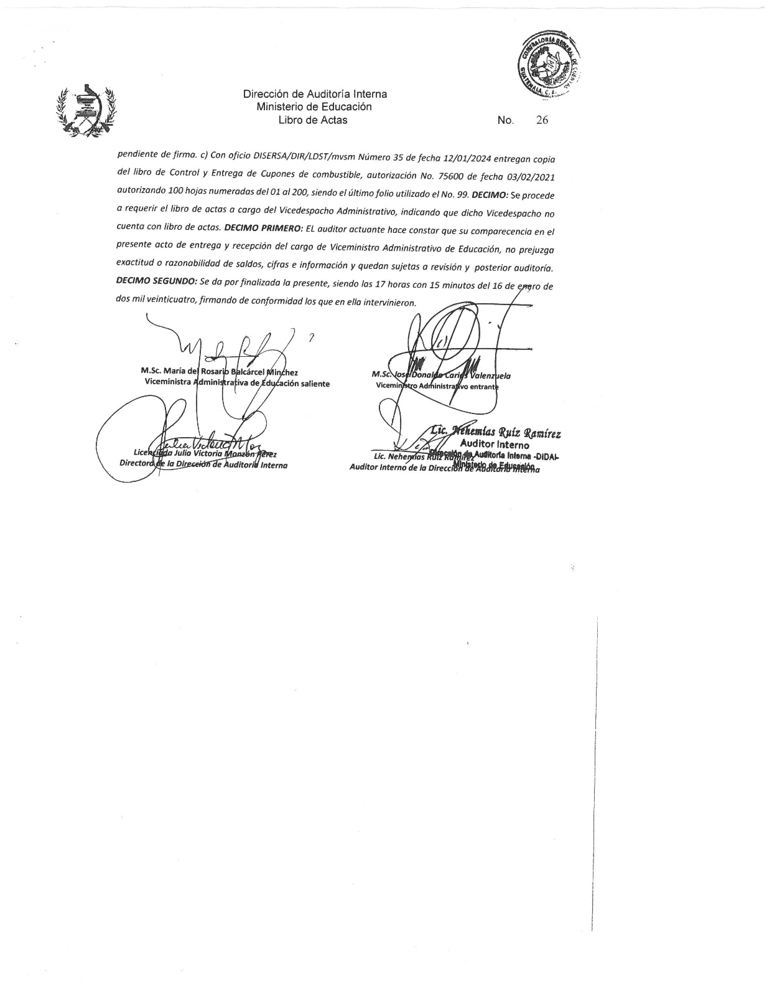 CONTRALORÍA GENERAL DE CUENTAS
GUATEMALA, C. A.
Dirección de Auditoría Interna
Ministerio de Educación
Libro de Actas
No. 26
pendiente de firma. c) Con oficio DISERSA/DIR/LDST/mvsm Número 35 de fecha 12/01/2024 entregan copia
del libro de Control y Entrega de Cupones de combustible, autorización No. 75600 de fecha 03/02/2021
autorizando 100 hojas numeradas del 01 al 200, siendo el último folio utilizado el No. 99. DECIMO: Se procede
a requerir el libro de actas a cargo del Vicedespacho Administrativo, indicando que dicho Vicedespacho no
cuenta con libro de actas. DECIMO PRIMERO: EL auditor actuante hace constar que su comparecencia en el
presente acto de entrega y recepción del cargo de Viceministro Administrativo de Educación, no prejuzga
exactitud o razonabilidad de saldos, cifras e información y quedan sujetas a revisión y posterior auditoría.
DECIMO SEGUNDO: Se da por finalizada la presente, siendo las 17 horas con 15 minutos del 16 de enero de
dos mil veinticuatro, firmando de conformidad los que en ella intervinieron.
M.Sc. María del Rosario Balcárcel Minchez
Viceministra Administrativa de Educación saliente
M.Sc. José Donaldo Carías Valenzuela
Viceministro Administrativo entrante
Licenciada Julia Victoria Monzón Pérez
Directora de la Dirección de Auditoría Interna
Lic. Nehemías Ruíz Ramírez
Auditor Interno
Dirección de Auditoría Interna -DIDAI-
Ministerio de Educación
Lic. Nehemías Ruiz Ramírez
Auditor Interno de la Dirección de Auditoría Interna